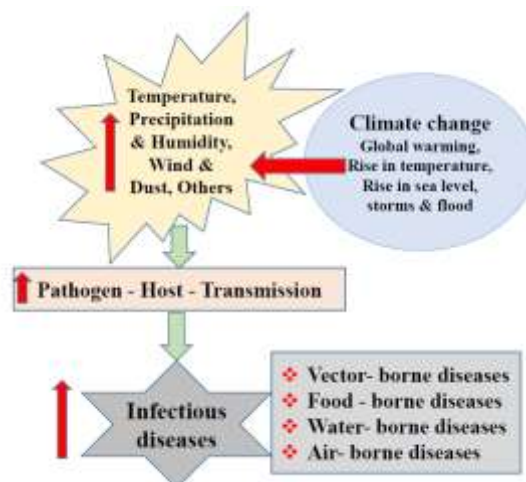 Temperature,
Precipitation
& Humidity,
Wind &
Dust, Others
Climate change
Global warming,
Rise in temperature,
Rise in sea level,
storms & flood
Pathogen - Host - Transmission
Infectious
diseases
Vector- borne diseases
Food - borne diseases
Water- borne diseases
Air- borne diseases